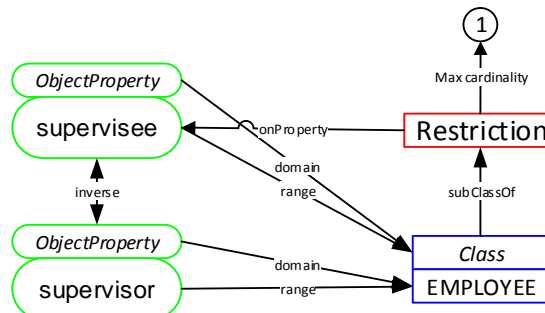 1
Max cardinality
ObjectProperty
supervisee
onProperty
Restriction
domain
range
inverse
subClassOf
ObjectProperty
supervisor
domain
range
Class
EMPLOYEE